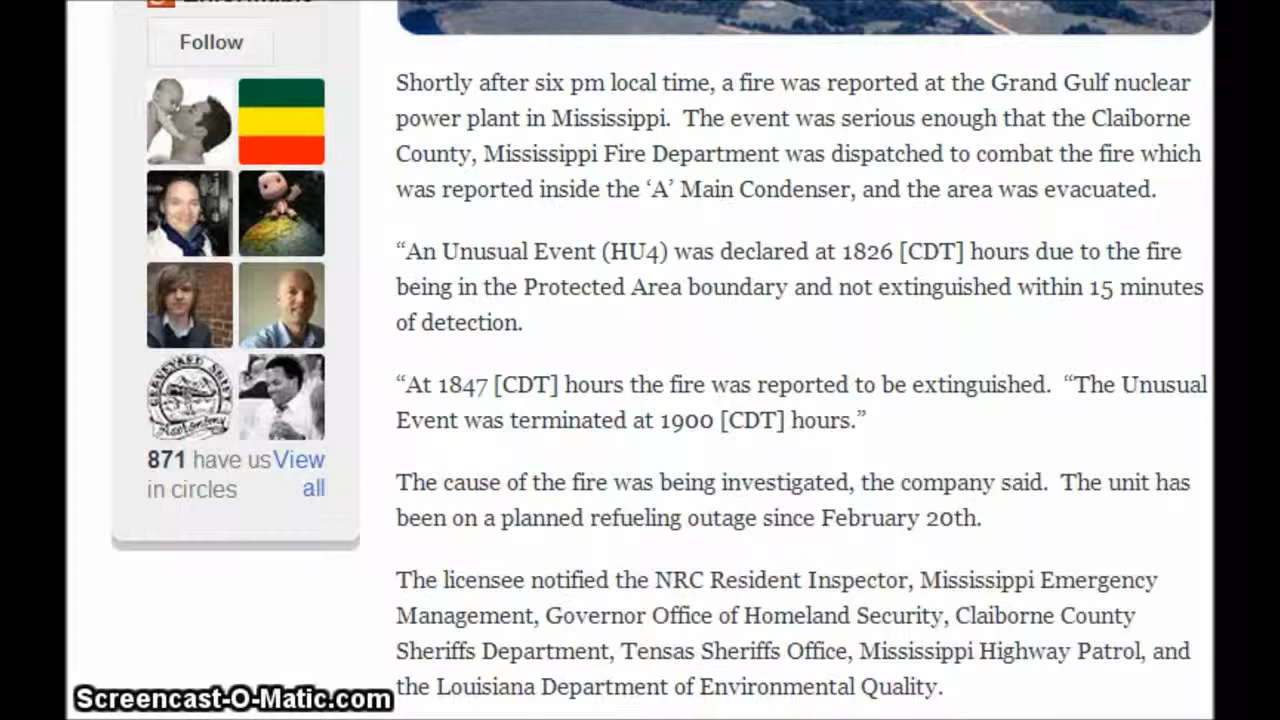 Follow
871 have us View
in circles all
Shortly after six pm local time, a fire was reported at the Grand Gulf nuclear
power plant in Mississippi.  The event was serious enough that the Claiborne
County, Mississippi Fire Department was dispatched to combat the fire which
was reported inside the ‘A’ Main Condenser, and the area was evacuated.
“An Unusual Event (HU4) was declared at 1826 [CDT] hours due to the fire
being in the Protected Area boundary and not extinguished within 15 minutes
of detection.
“At 1847 [CDT] hours the fire was reported to be extinguished.  “The Unusual
Event was terminated at 1900 [CDT] hours.”
The cause of the fire was being investigated, the company said.  The unit has
been on a planned refueling outage since February 20th.
The licensee notified the NRC Resident Inspector, Mississippi Emergency
Management, Governor Office of Homeland Security, Claiborne County
Sheriffs Department, Tensas Sheriffs Office, Mississippi Highway Patrol, and
the Louisiana Department of Environmental Quality.
Screencast-O-Matic.com